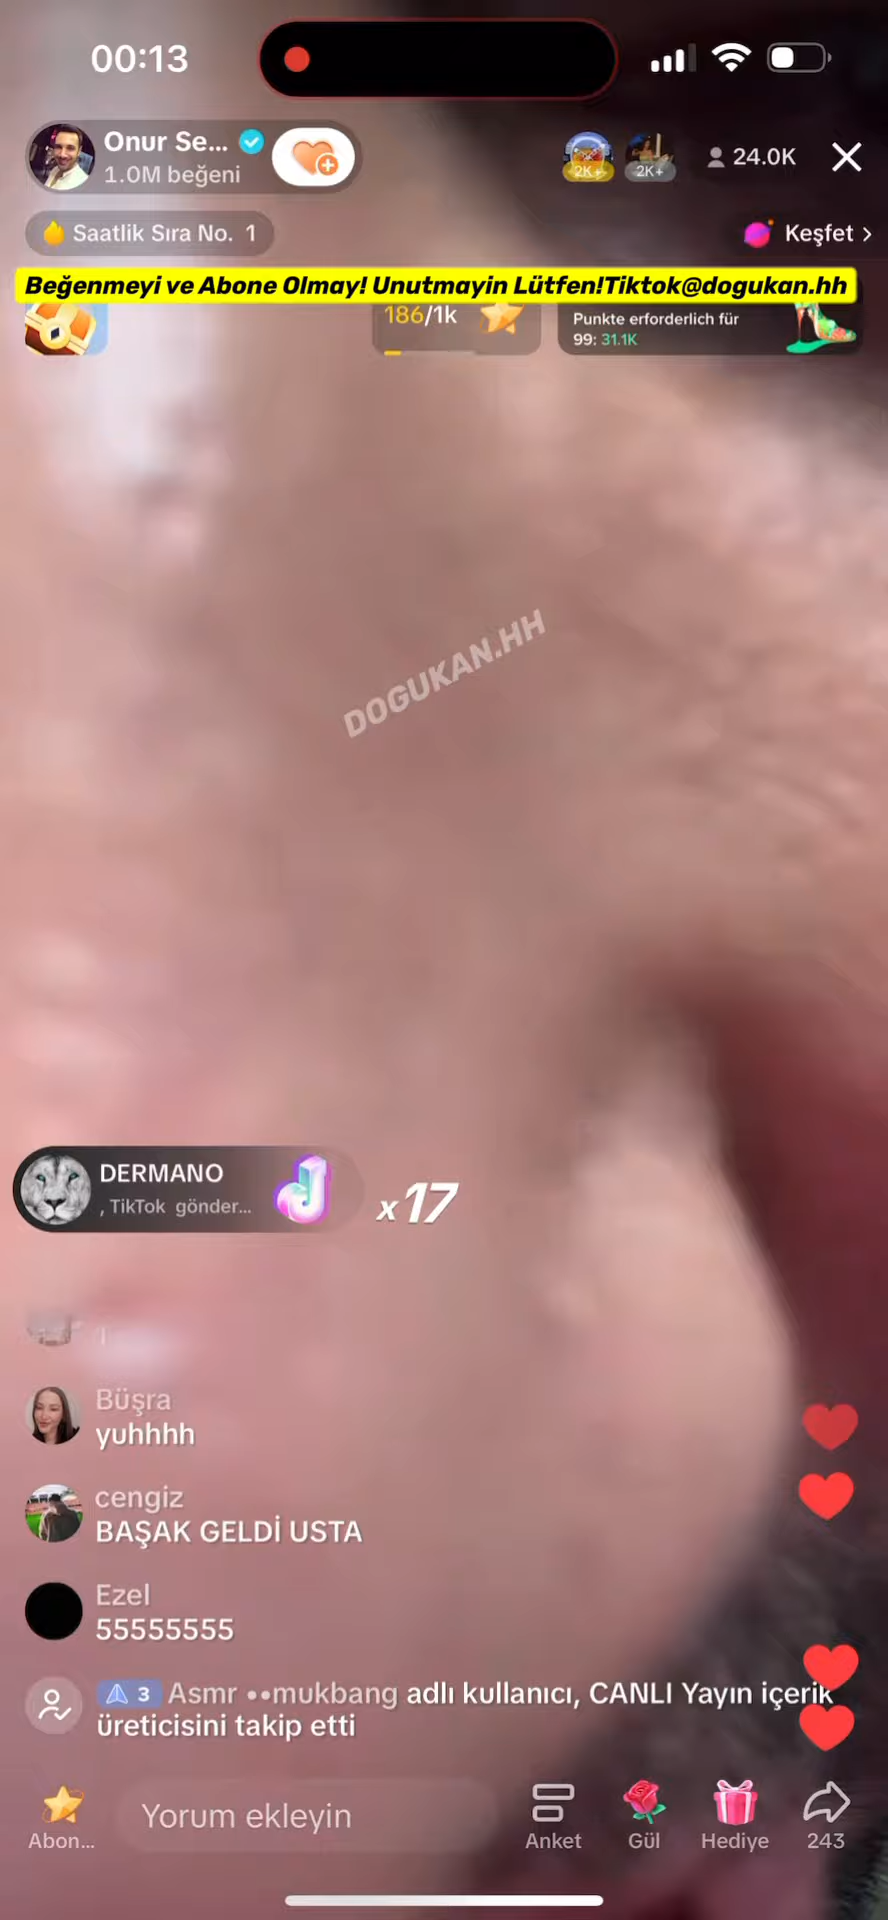 00:13
Onur Se...
1.0M beğeni
2K+
2K+
24.0K
Saatlik Sıra No. 1
Keşfet >
Beğenmeyi ve Abone Olmay! Unutmayin Lütfen!Tiktok@dogukan.hh
186/1k
Punkte erforderlich für
99: 31.1K
DOGUKAN.HH
DERMANO
, TikTok gönder...
x17
Büşra
yuhhhh
cengiz
BAŞAK GELDİ USTA
Ezel
55555555
3 Asmr ••mukbang adlı kullanıcı, CANLI Yayın içerik
üreticisini takip etti
Abon...
Yorum ekleyin
Anket
Gül
Hediye
243